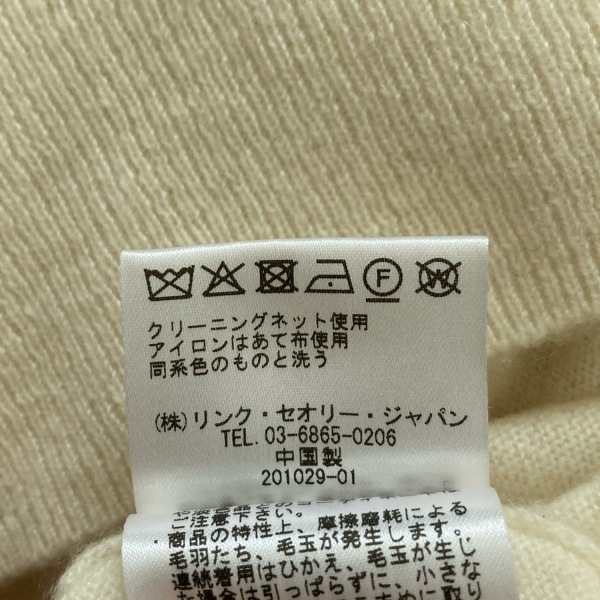 F W
クリーニングネット使用
アイロンはあて布使用
同系色のものと洗う
(株)リンク・セオリー・ジャパン
TEL. 03-6865-0206
中国製
201029-01
ご注意下さい。
商品の特性上、摩擦磨耗による
毛羽たち、毛玉が発生します。
連続着用はひかえ、毛玉が生じ
た場合は引っぱらずに、小さな